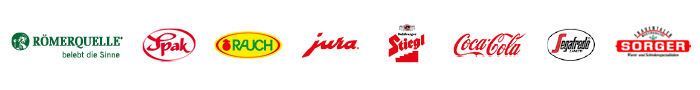 RÖMERQUELLE®
belebt die Sinne
Spak
RAUCH
jura.
Stiegl
Coca-Cola
Segafredo
SORGER